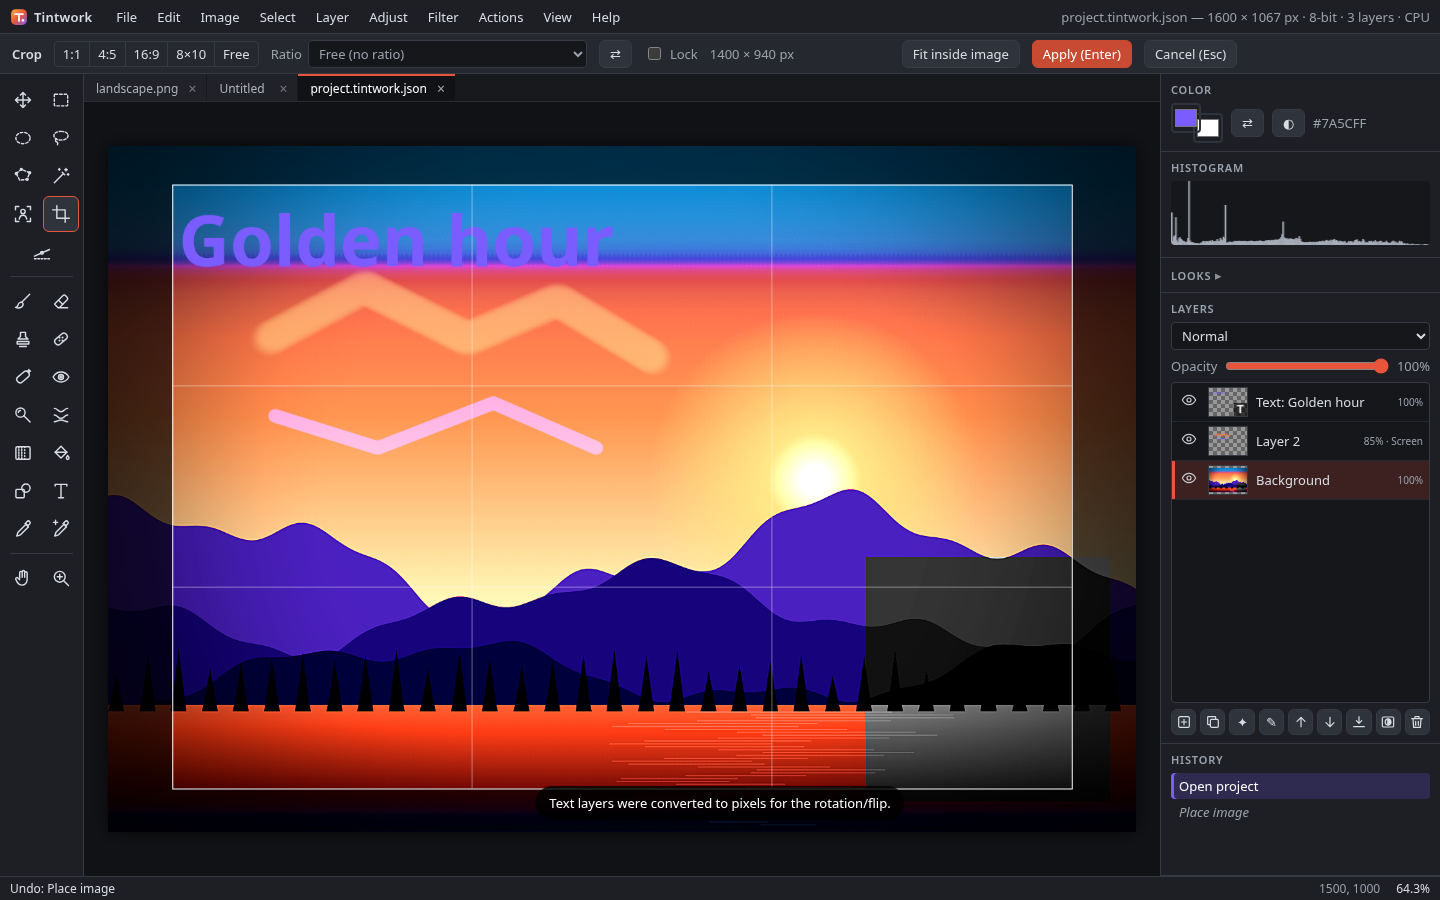 Tintwork File Edit Image Select Layer Adjust Filter Actions View Help project.tintwork.json — 1600 × 1067 px · 8-bit · 3 layers · CPU
Crop 1:1 4:5 16:9 8×10 Free Ratio Free (no ratio) ⇄ Lock 1400 × 940 px Fit inside image Apply (Enter) Cancel (Esc)
landscape.png × Untitled × project.tintwork.json ×
Golden hour
Text layers were converted to pixels for the rotation/flip.
COLOR
#7A5CFF
HISTOGRAM
LOOKS ▸
LAYERS
Normal
Opacity 100%
T Text: Golden hour 100%
Layer 2 85% · Screen
Background 100%
HISTORY
Open project
Place image
Undo: Place image 1500, 1000 64.3%